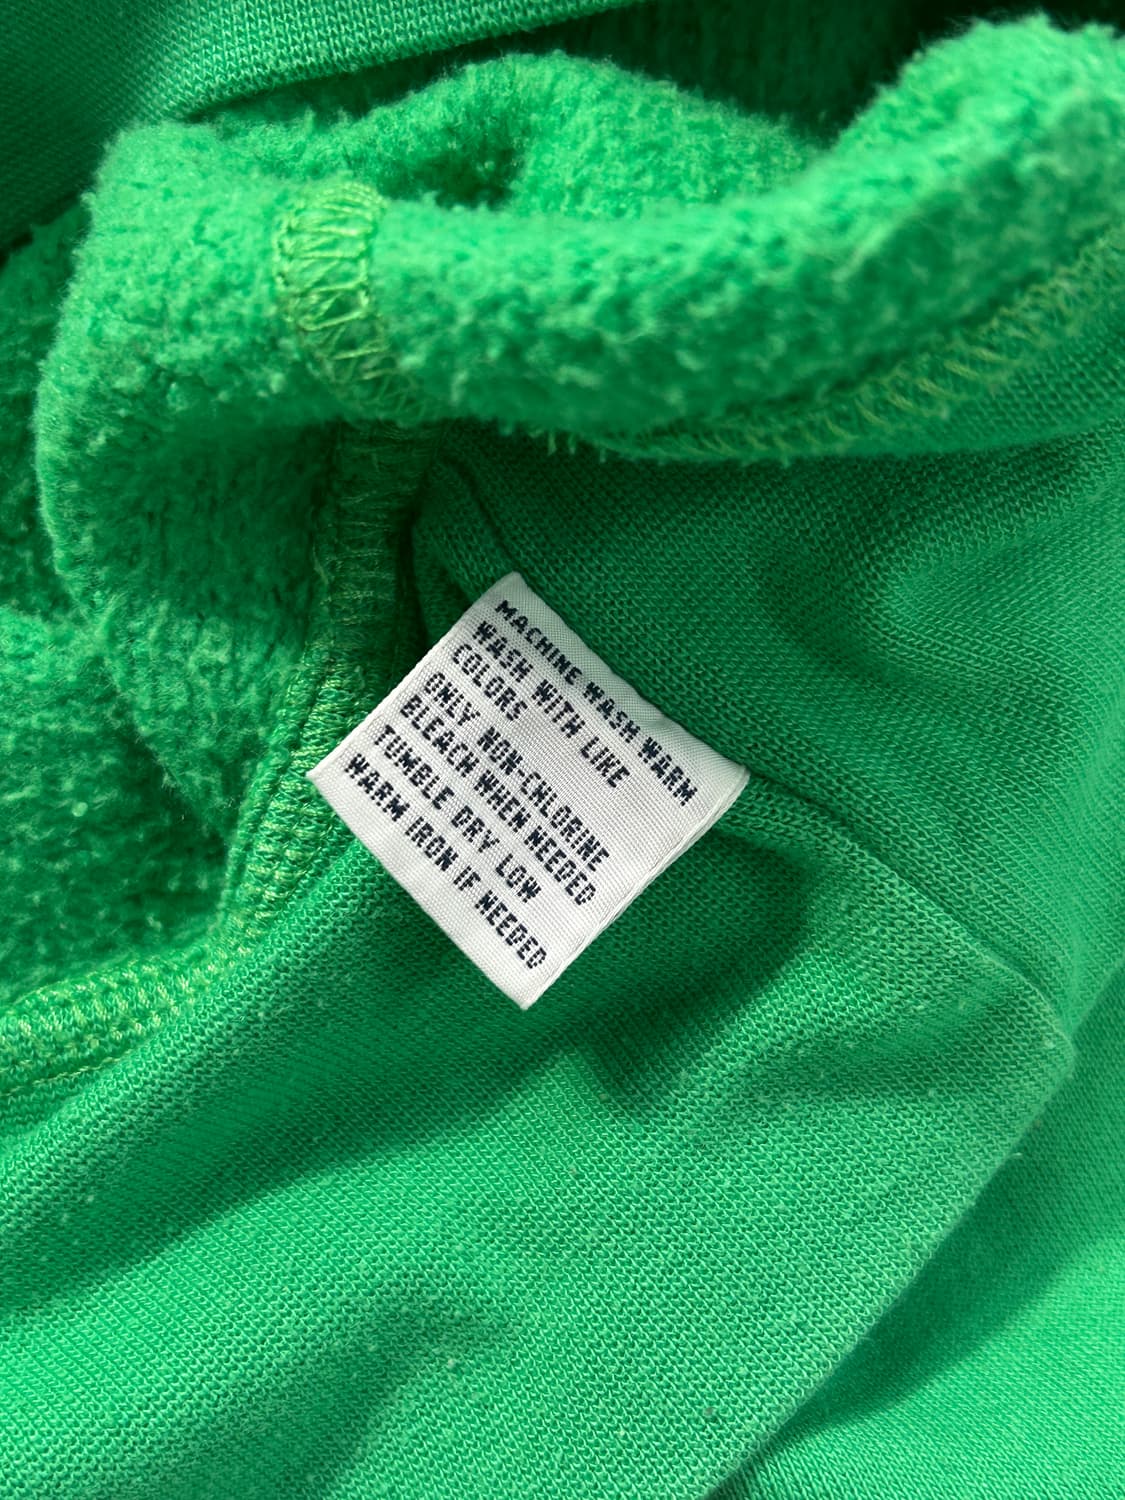 MACHINE WASH WARM
WASH WITH LIKE
COLORS
ONLY NON-CHLORINE
BLEACH WHEN NEEDED
TUMBLE DRY LOW
WARM IRON IF NEEDED